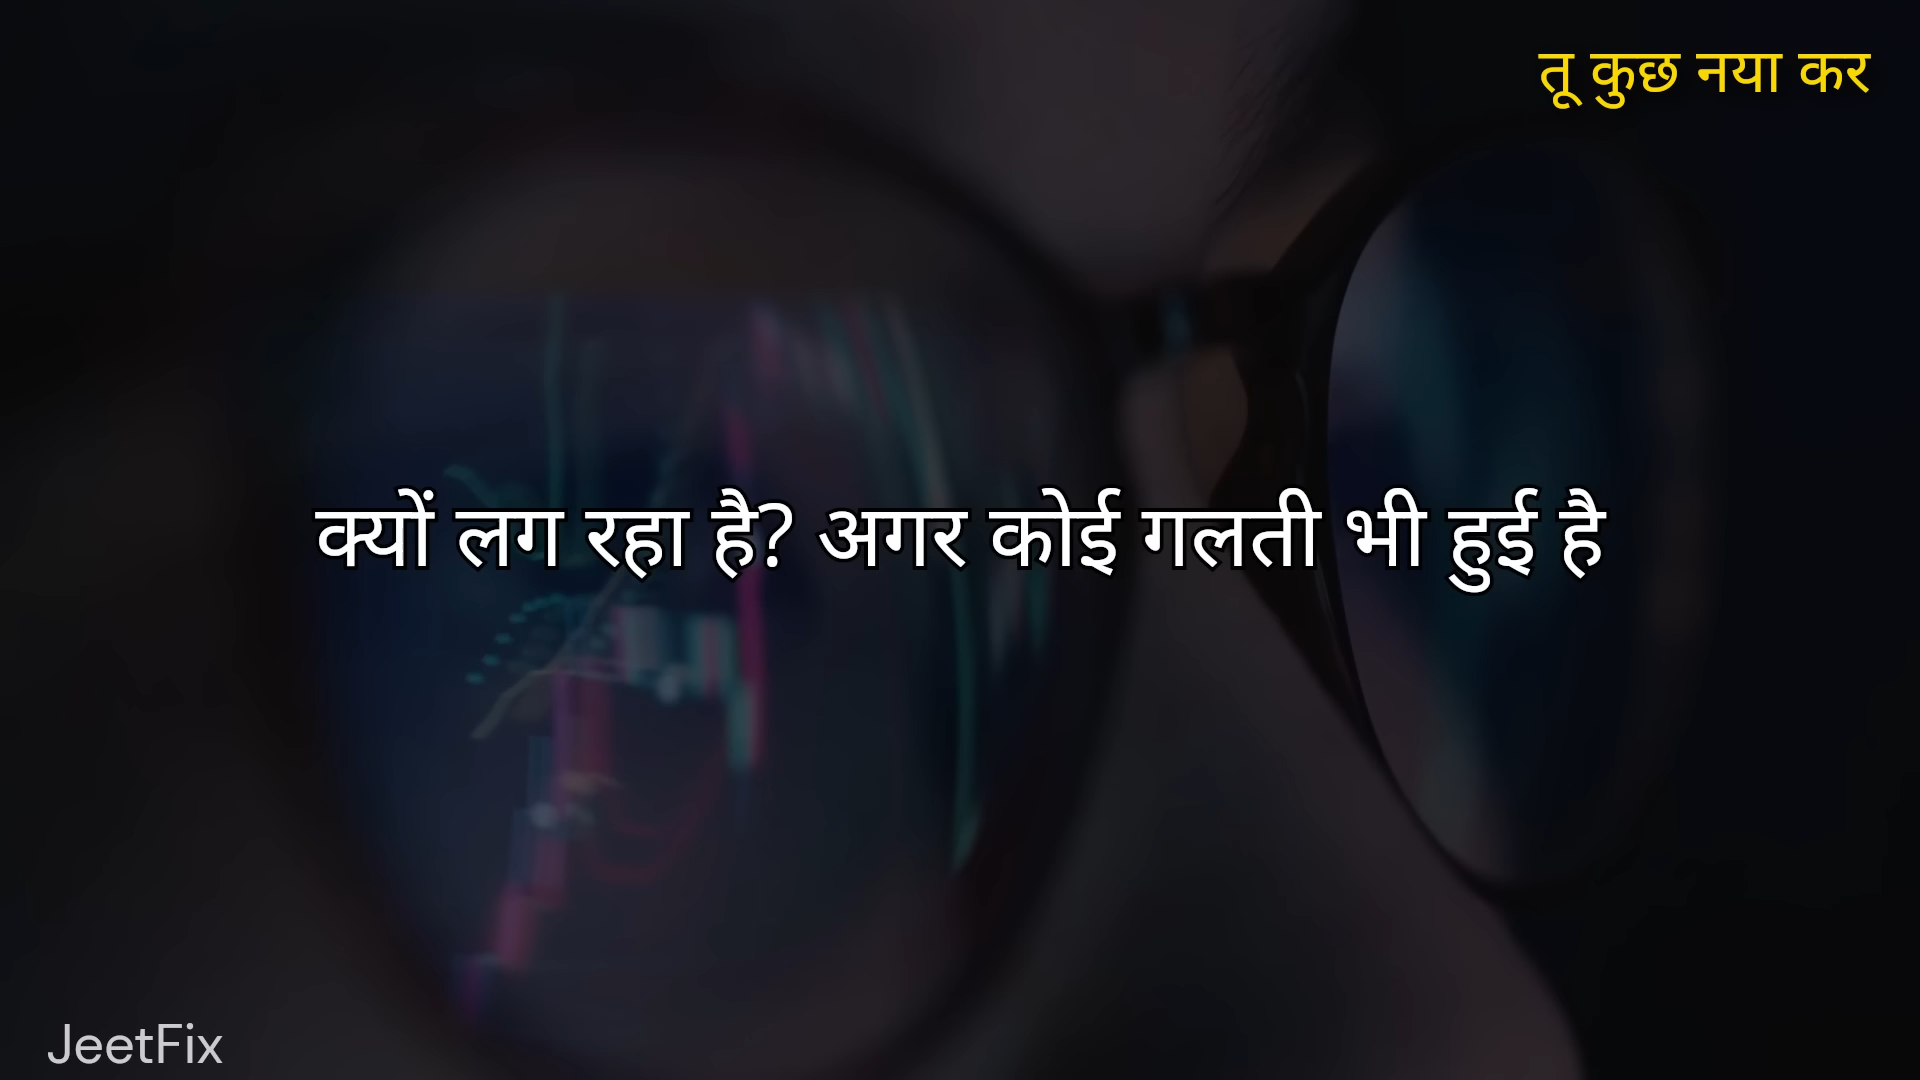 तू कुछ नया कर
क्यों लग रहा है? अगर कोई गलती भी हुई है
JeetFix